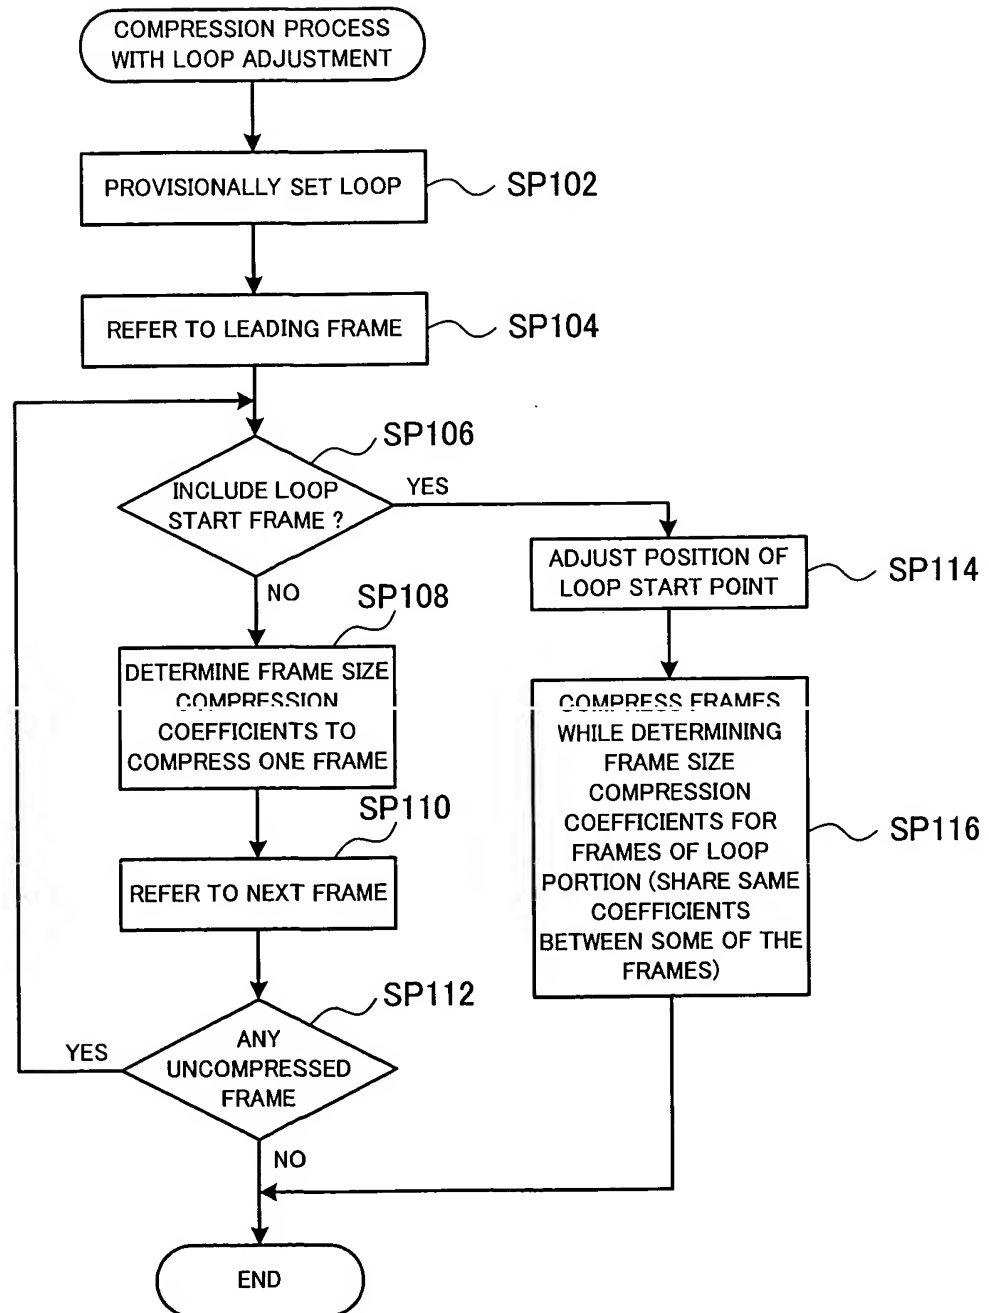 COMPRESSION PROCESS
WITH LOOP ADJUSTMENT
PROVISIONALLY SET LOOP
SP102
REFER TO LEADING FRAME
SP104
SP106
INCLUDE LOOP
START FRAME ?
YES
NO
ADJUST POSITION OF
LOOP START POINT
SP114
SP108
DETERMINE FRAME SIZE
COMPRESSION
COEFFICIENTS TO
COMPRESS ONE FRAME
COMPRESS FRAMES
WHILE DETERMINING
FRAME SIZE
COMPRESSION
COEFFICIENTS FOR
FRAMES OF LOOP
PORTION (SHARE SAME
COEFFICIENTS
BETWEEN SOME OF THE
FRAMES)
SP116
SP110
REFER TO NEXT FRAME
SP112
ANY
UNCOMPRESSED
FRAME
YES
NO
END